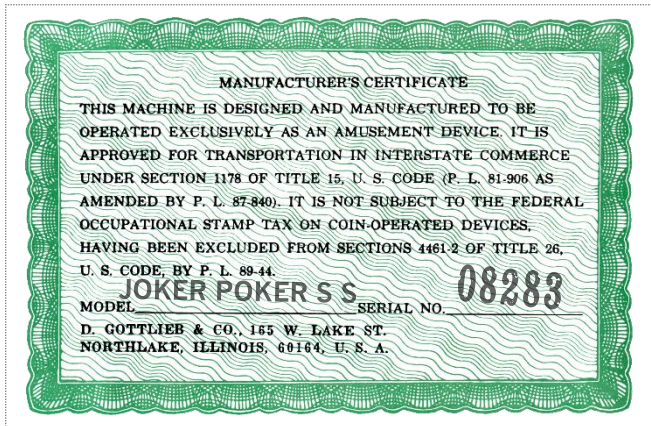 MANUFACTURER'S CERTIFICATE
THIS MACHINE IS DESIGNED AND MANUFACTURED TO BE
OPERATED EXCLUSIVELY AS AN AMUSEMENT DEVICE. IT IS
APPROVED FOR TRANSPORTATION IN INTERSTATE COMMERCE
UNDER SECTION 1178 OF TITLE 15, U. S. CODE (P. L. 81-906 AS
AMENDED BY P. L. 87-840). IT IS NOT SUBJECT TO THE FEDERAL
OCCUPATIONAL STAMP TAX ON COIN-OPERATED DEVICES,
HAVING BEEN EXCLUDED FROM SECTIONS 4461-2 OF TITLE 26,
U. S. CODE, BY P. L. 89-44.
MODEL JOKER POKER S S SERIAL NO. 08283
D. GOTTLIEB & CO., 165 W. LAKE ST.
NORTHLAKE, ILLINOIS, 60164, U. S. A.